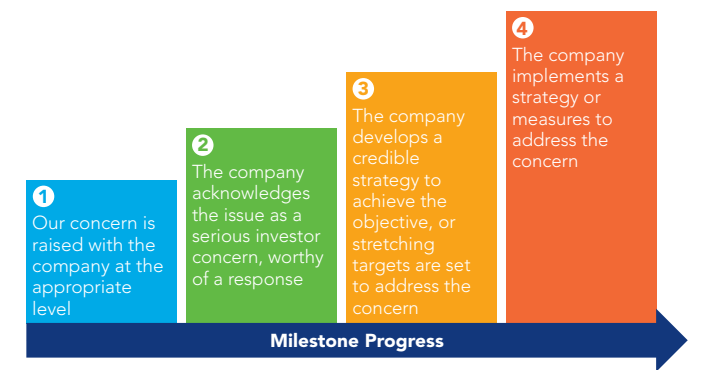 1
Our concern is
raised with the
company at the
appropriate
level
2
The company
acknowledges
the issue as a
serious investor
concern, worthy
of a response
3
The company
develops a
credible
strategy to
achieve the
objective, or
stretching
targets are set
to address the
concern
4
The company
implements a
strategy or
measures to
address the
concern
Milestone Progress